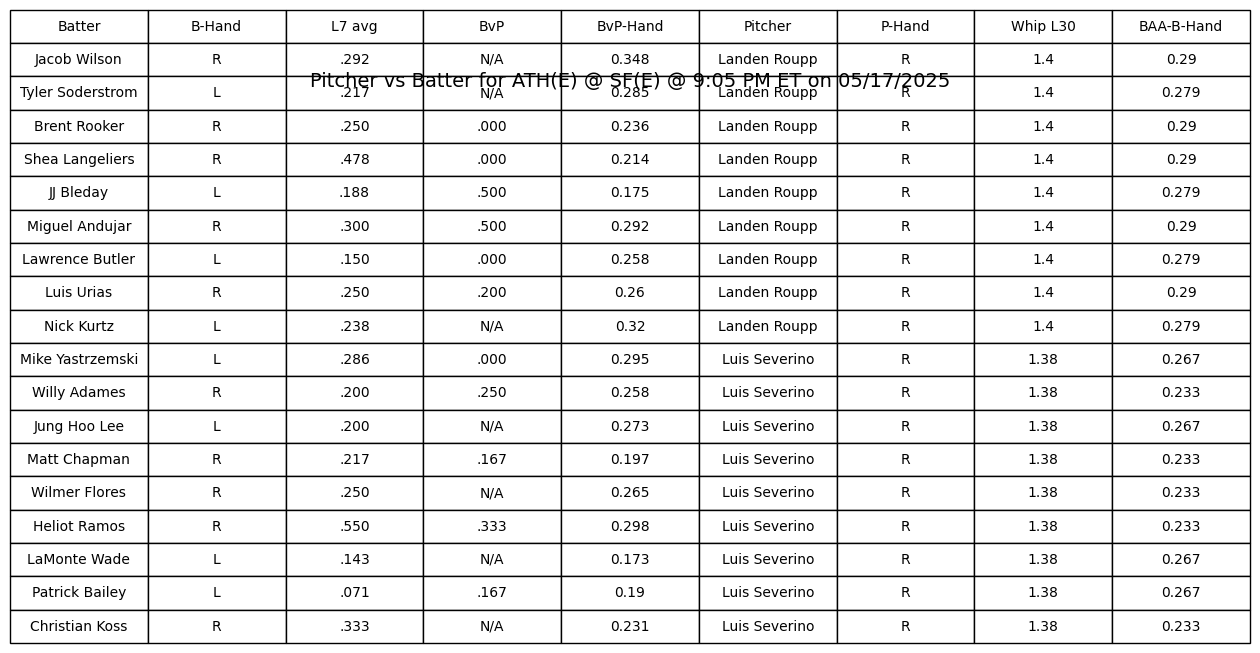 Batter B-Hand L7 avg BvP BvP-Hand Pitcher P-Hand Whip L30 BAA-B-Hand
Jacob Wilson R .292 N/A 0.348 Landen Roupp R 1.4 0.29
Pitcher vs Batter for ATH(E) @ SF(E) @ 9:05 PM ET on 05/17/2025
Tyler Soderstrom L .217 N/A 0.285 Landen Roupp R 1.4 0.279
Brent Rooker R .250 .000 0.236 Landen Roupp R 1.4 0.29
Shea Langeliers R .478 .000 0.214 Landen Roupp R 1.4 0.29
JJ Bleday L .188 .500 0.175 Landen Roupp R 1.4 0.279
Miguel Andujar R .300 .500 0.292 Landen Roupp R 1.4 0.29
Lawrence Butler L .150 .000 0.258 Landen Roupp R 1.4 0.279
Luis Urias R .250 .200 0.26 Landen Roupp R 1.4 0.29
Nick Kurtz L .238 N/A 0.32 Landen Roupp R 1.4 0.279
Mike Yastrzemski L .286 .000 0.295 Luis Severino R 1.38 0.267
Willy Adames R .200 .250 0.258 Luis Severino R 1.38 0.233
Jung Hoo Lee L .200 N/A 0.273 Luis Severino R 1.38 0.267
Matt Chapman R .217 .167 0.197 Luis Severino R 1.38 0.233
Wilmer Flores R .250 N/A 0.265 Luis Severino R 1.38 0.233
Heliot Ramos R .550 .333 0.298 Luis Severino R 1.38 0.233
LaMonte Wade L .143 N/A 0.173 Luis Severino R 1.38 0.267
Patrick Bailey L .071 .167 0.19 Luis Severino R 1.38 0.267
Christian Koss R .333 N/A 0.231 Luis Severino R 1.38 0.233